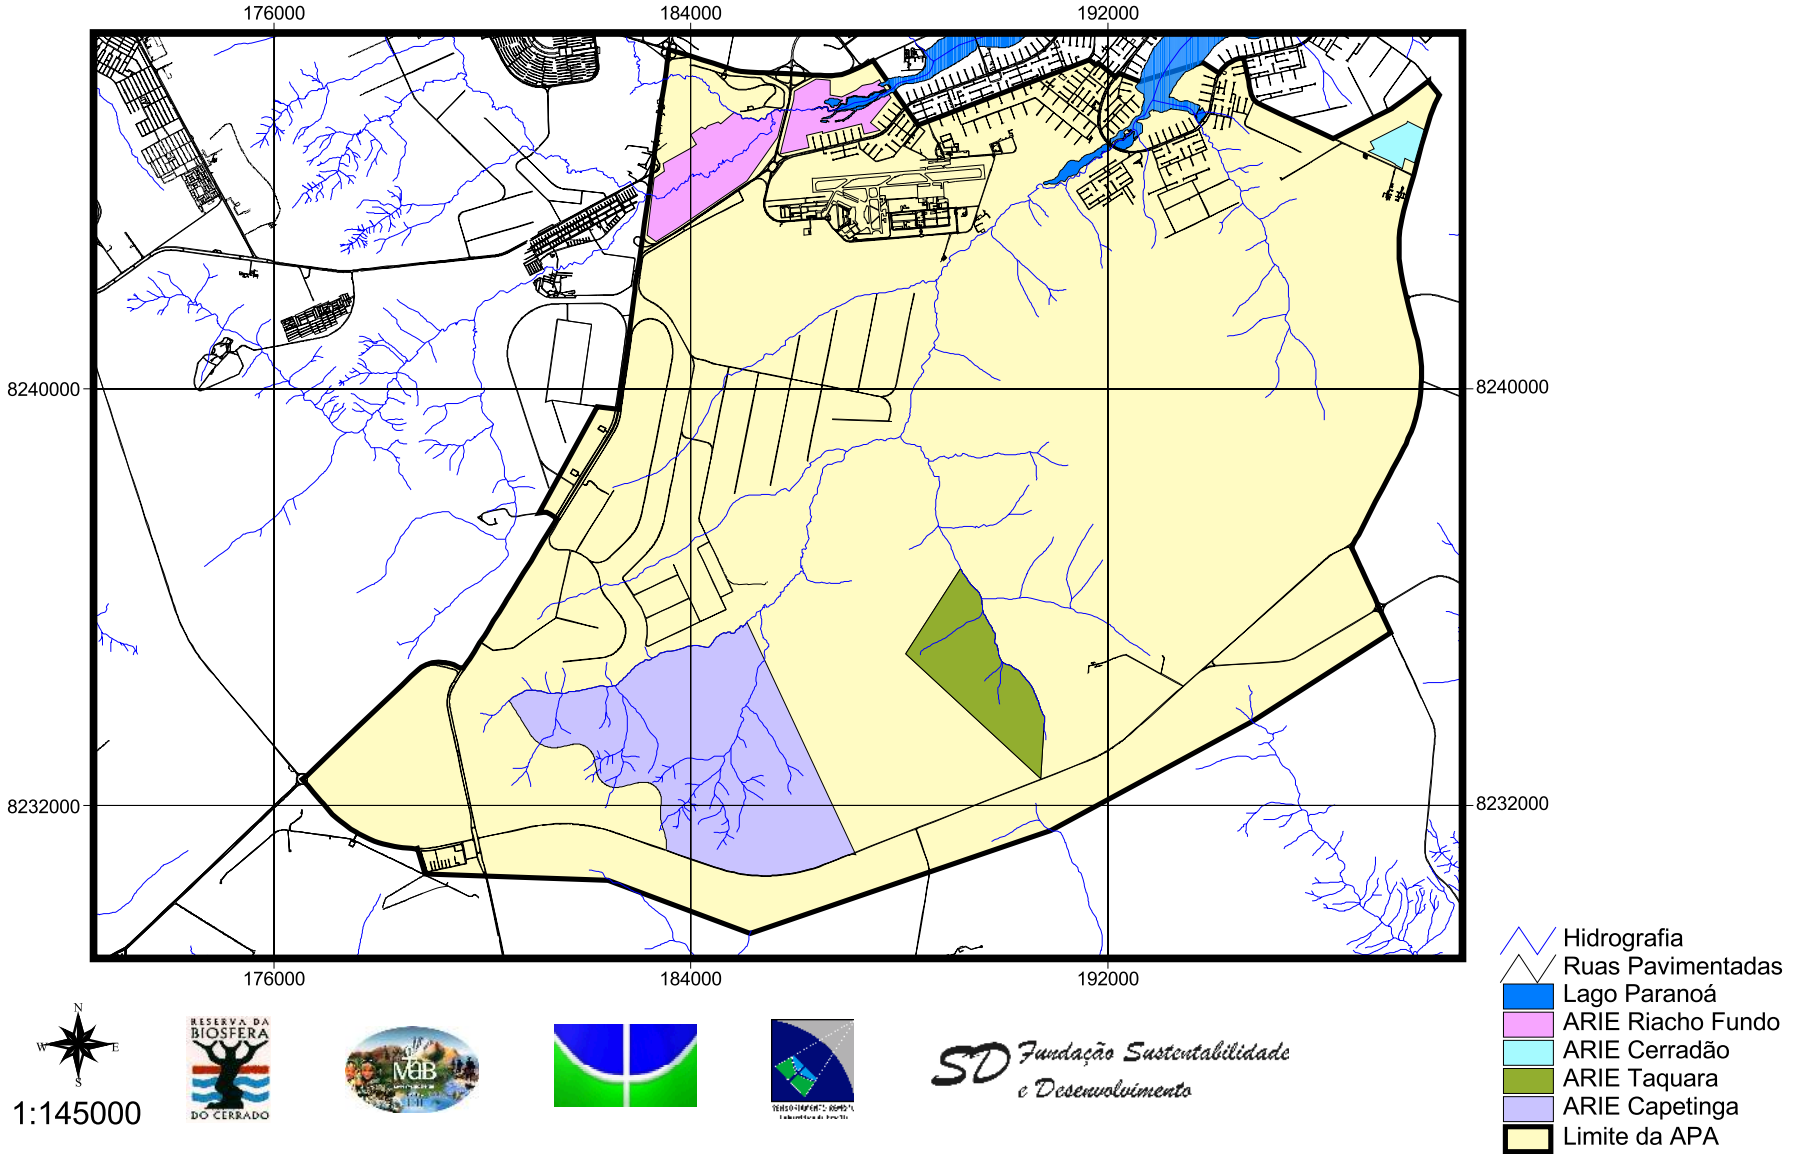 176000 184000 192000
8240000 8240000
8232000 8232000
176000 184000 192000
Hidrografia
Ruas Pavimentadas
Lago Paranoá
ARIE Riacho Fundo
ARIE Cerradão
ARIE Taquara
ARIE Capetinga
Limite da APA
N
W E
S
1:145000
RESERVA DA
BIOSFERA
DO CERRADO
MaB
SD Fundação Sustentabilidade
e Desenvolvimento